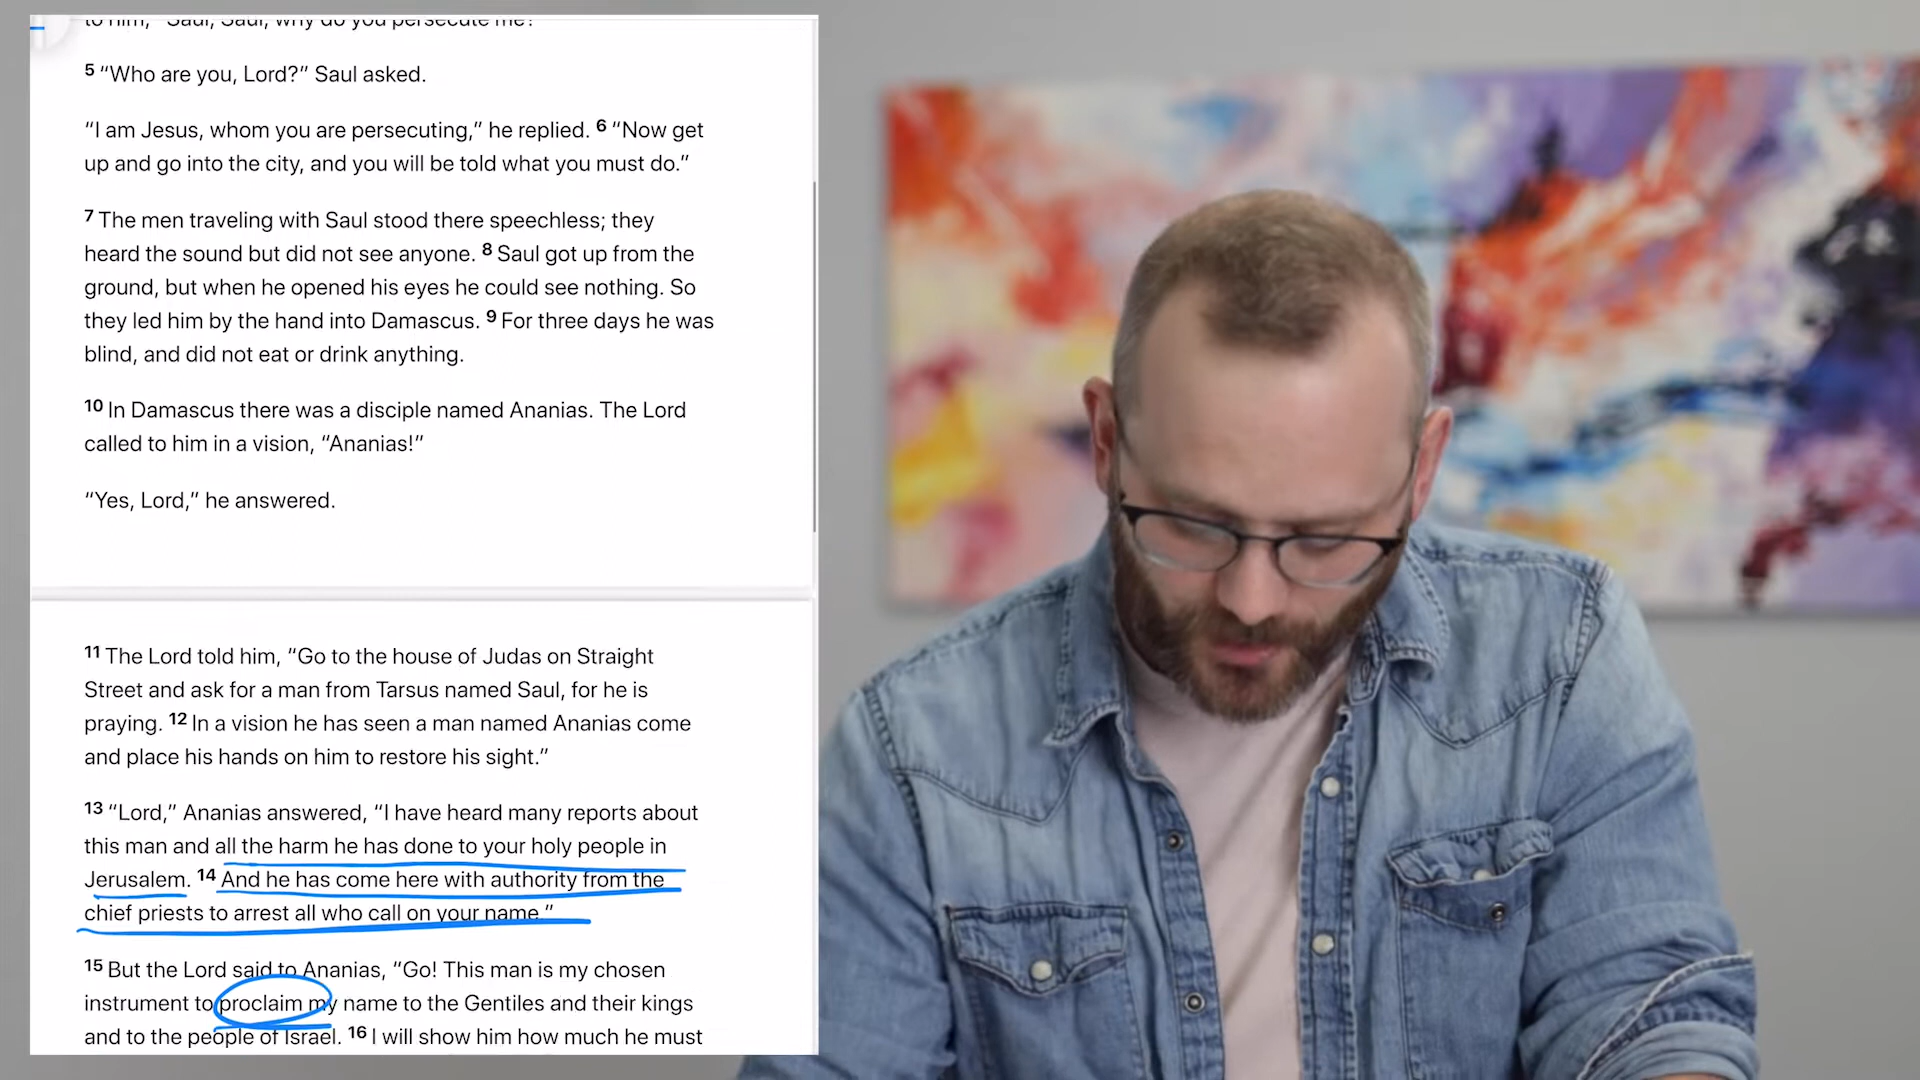 to him, “Saul, Saul, why do you persecute me?
5 “Who are you, Lord?” Saul asked.
“I am Jesus, whom you are persecuting,” he replied. 6 “Now get
up and go into the city, and you will be told what you must do.”
7 The men traveling with Saul stood there speechless; they
heard the sound but did not see anyone. 8 Saul got up from the
ground, but when he opened his eyes he could see nothing. So
they led him by the hand into Damascus. 9 For three days he was
blind, and did not eat or drink anything.
10 In Damascus there was a disciple named Ananias. The Lord
called to him in a vision, “Ananias!”
“Yes, Lord,” he answered.
11 The Lord told him, “Go to the house of Judas on Straight
Street and ask for a man from Tarsus named Saul, for he is
praying. 12 In a vision he has seen a man named Ananias come
and place his hands on him to restore his sight.”
13 “Lord,” Ananias answered, “I have heard many reports about
this man and all the harm he has done to your holy people in
Jerusalem. 14 And he has come here with authority from the
chief priests to arrest all who call on your name.”
15 But the Lord said to Ananias, “Go! This man is my chosen
instrument to proclaim my name to the Gentiles and their kings
and to the people of Israel. 16 I will show him how much he must